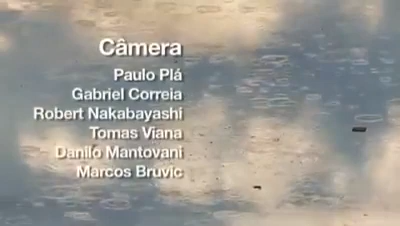 Câmera
Paulo Plá
Gabriel Correia
Robert Nakabayashi
Tomas Viana
Danilo Mantovani
Marcos Bruvic